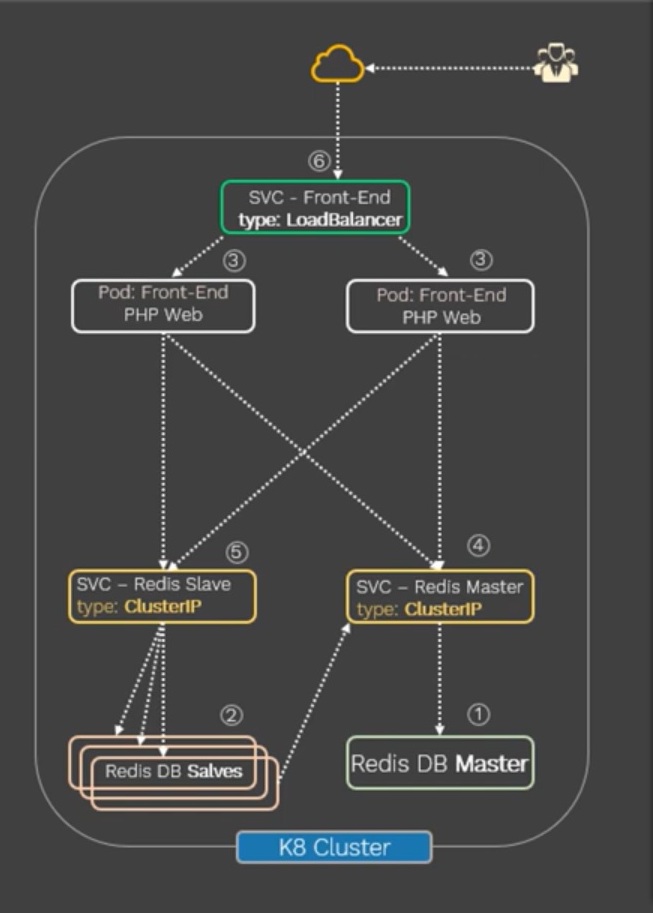 ⑥
SVC - Front-End
type: LoadBalancer
③
③
Pod: Front-End
PHP Web
Pod: Front-End
PHP Web
⑤
④
SVC – Redis Slave
type: ClusterIP
SVC – Redis Master
type: ClusterIP
②
①
Redis DB Salves
Redis DB Master
K8 Cluster